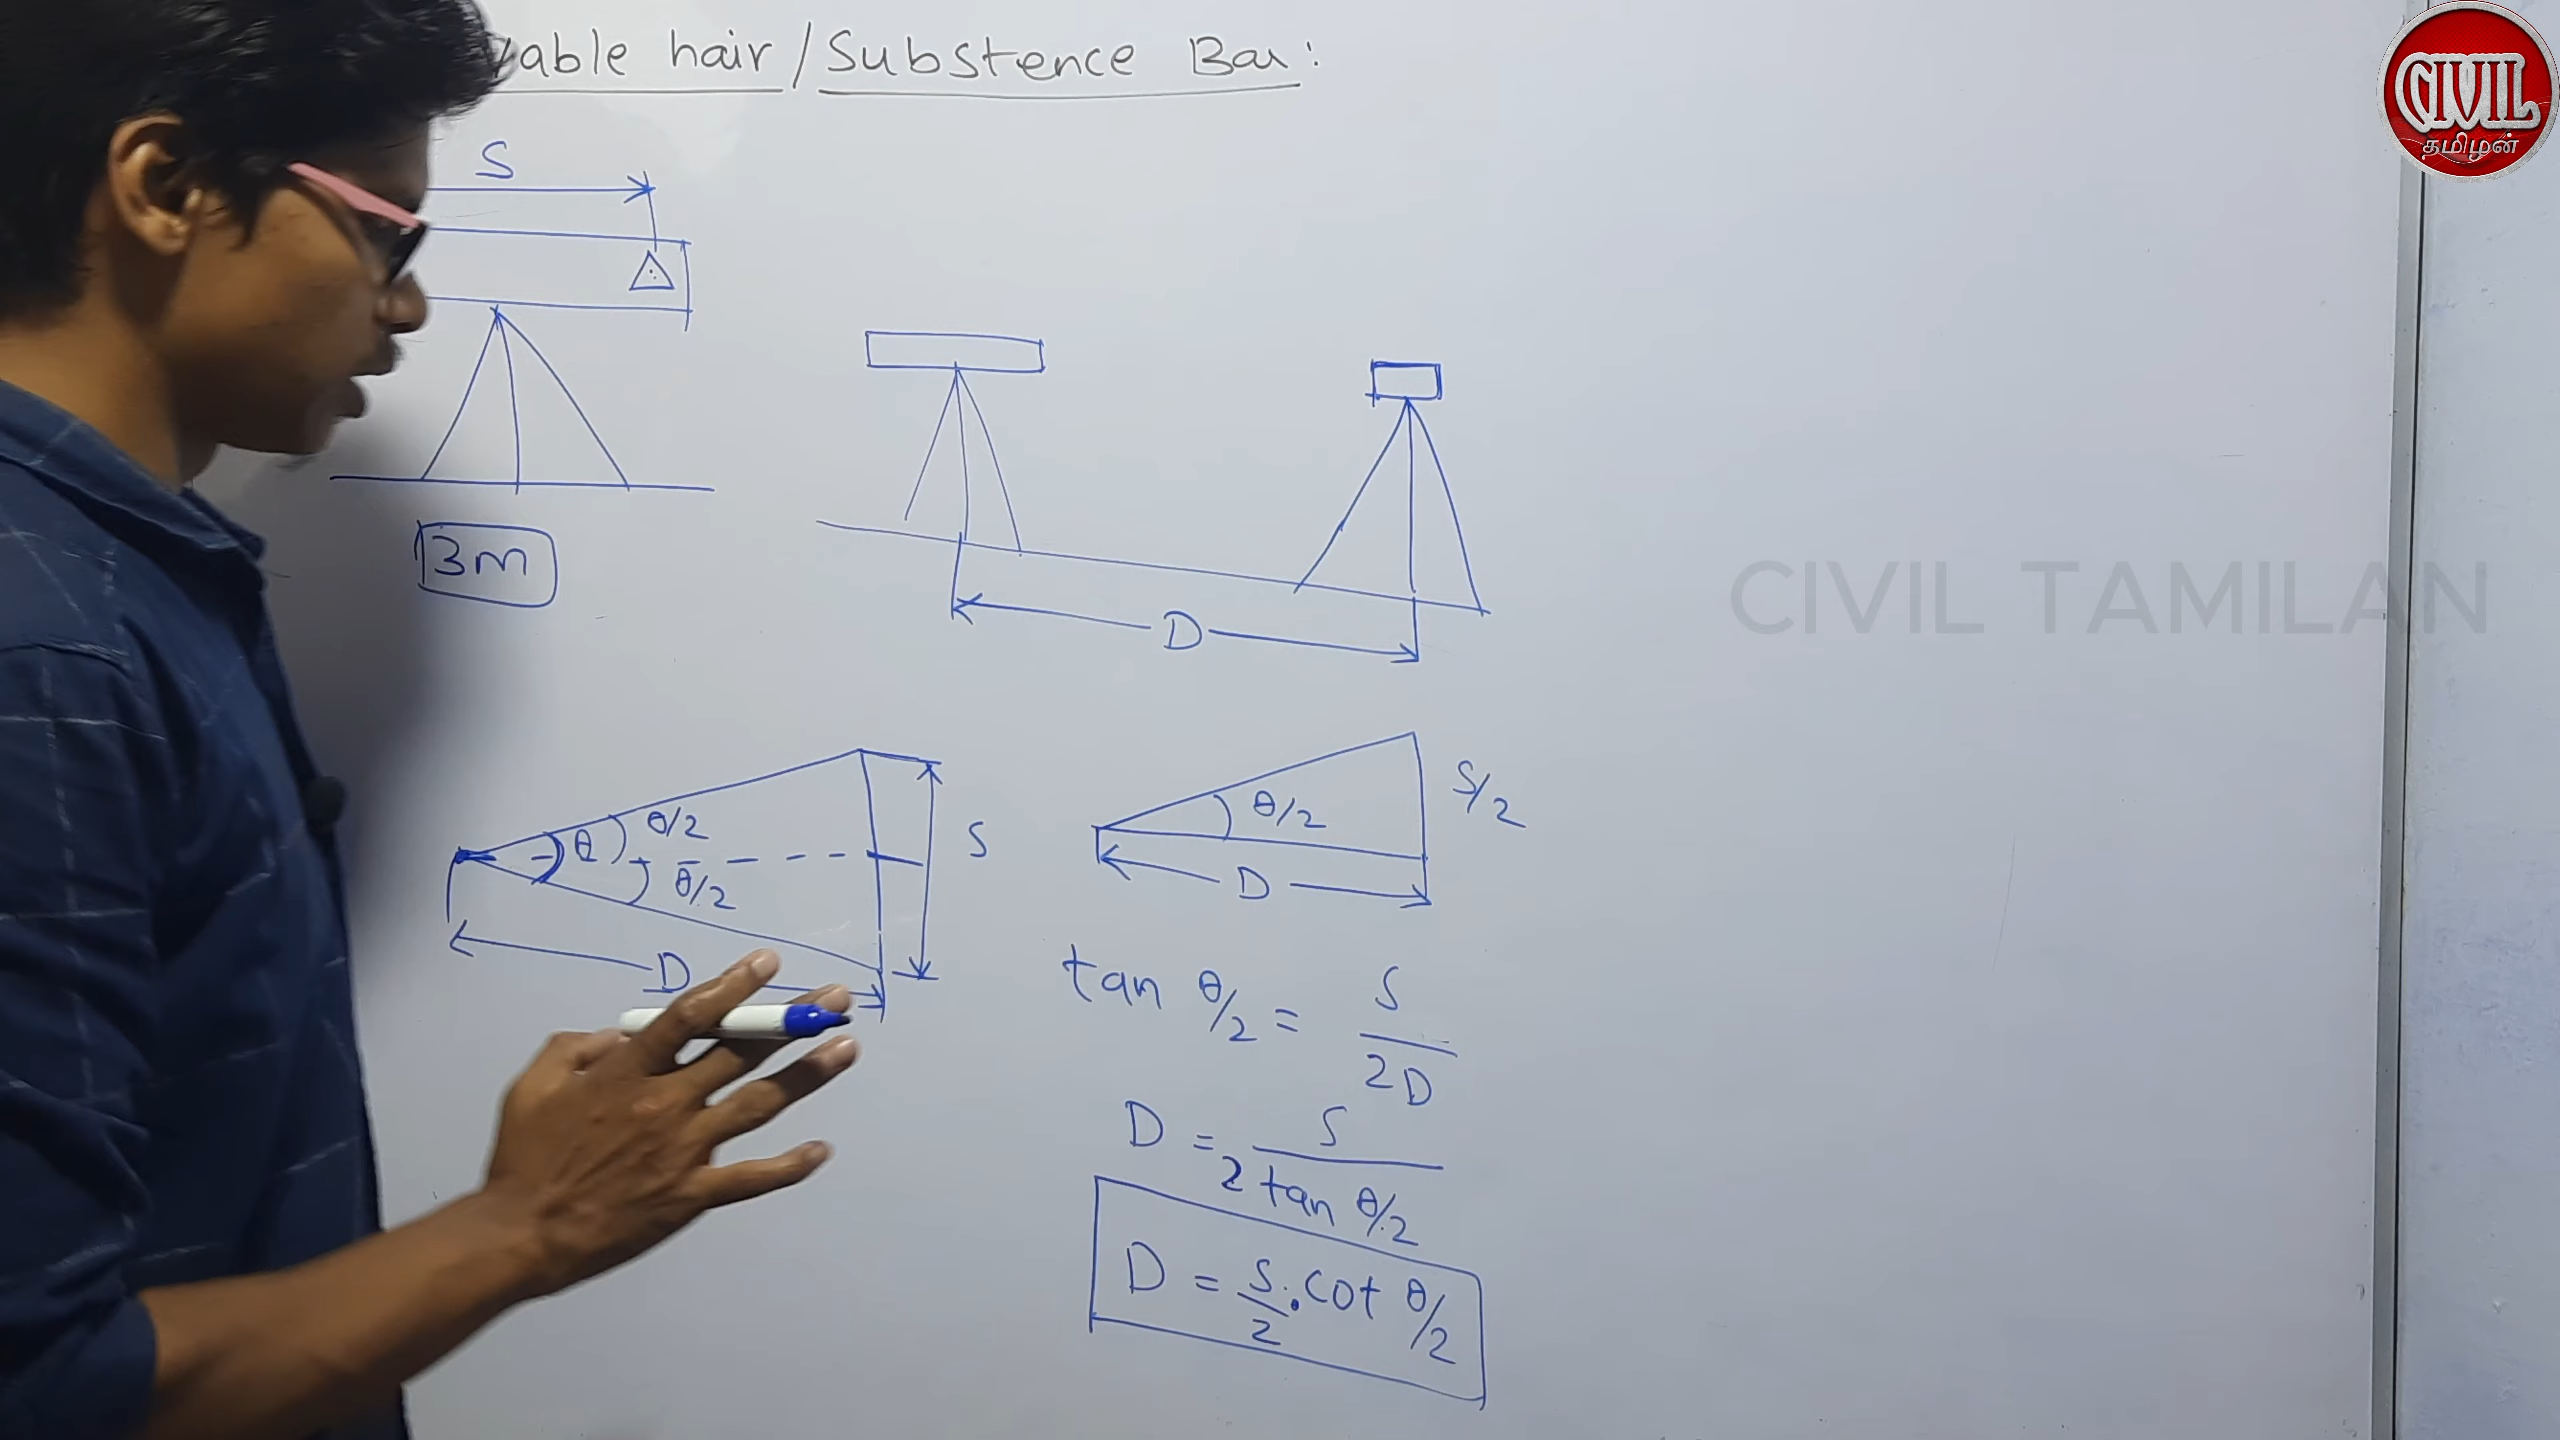 hair / Substence Bar :
S
3m
D
θ
θ/2
θ/2
S
D
θ/2
S/2
D
tan θ/2 = S/2D
D = S/2 tan θ/2
D = S/2 . cot θ/2
CIVIL
தமிழன்
CIVIL TAMILAN